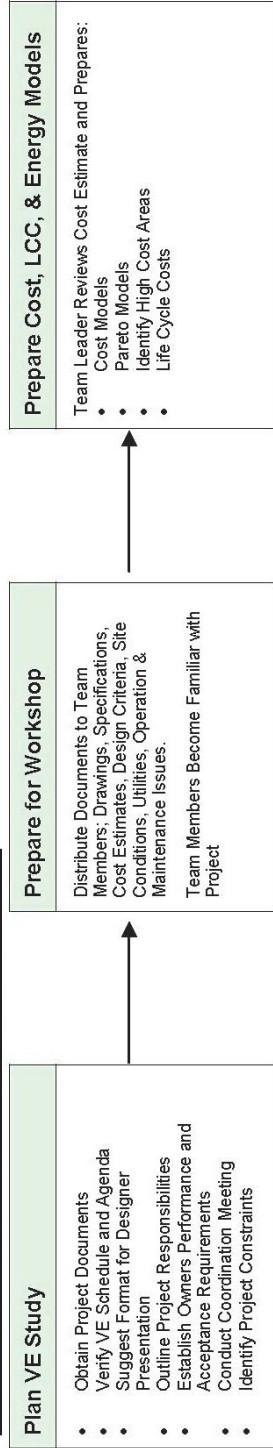 Plan VE Study
• Obtain Project Documents
• Verify VE Schedule and Agenda
• Suggest Format for Designer
Presentation
• Outline Project Responsibilities
• Establish Owners Performance and
Acceptance Requirements
• Conduct Coordination Meeting
• Identify Project Constraints
Prepare for Workshop
Distribute Documents to Team
Members; Drawings, Specifications,
Cost Estimates, Design Criteria, Site
Conditions, Utilities, Operation &
Maintenance Issues.
Team Members Become Familiar with
Project
Prepare Cost, LCC, & Energy Models
Team Leader Reviews Cost Estimate and Prepares:
• Cost Models
• Pareto Models
• Identify High Cost Areas
• Life Cycle Costs